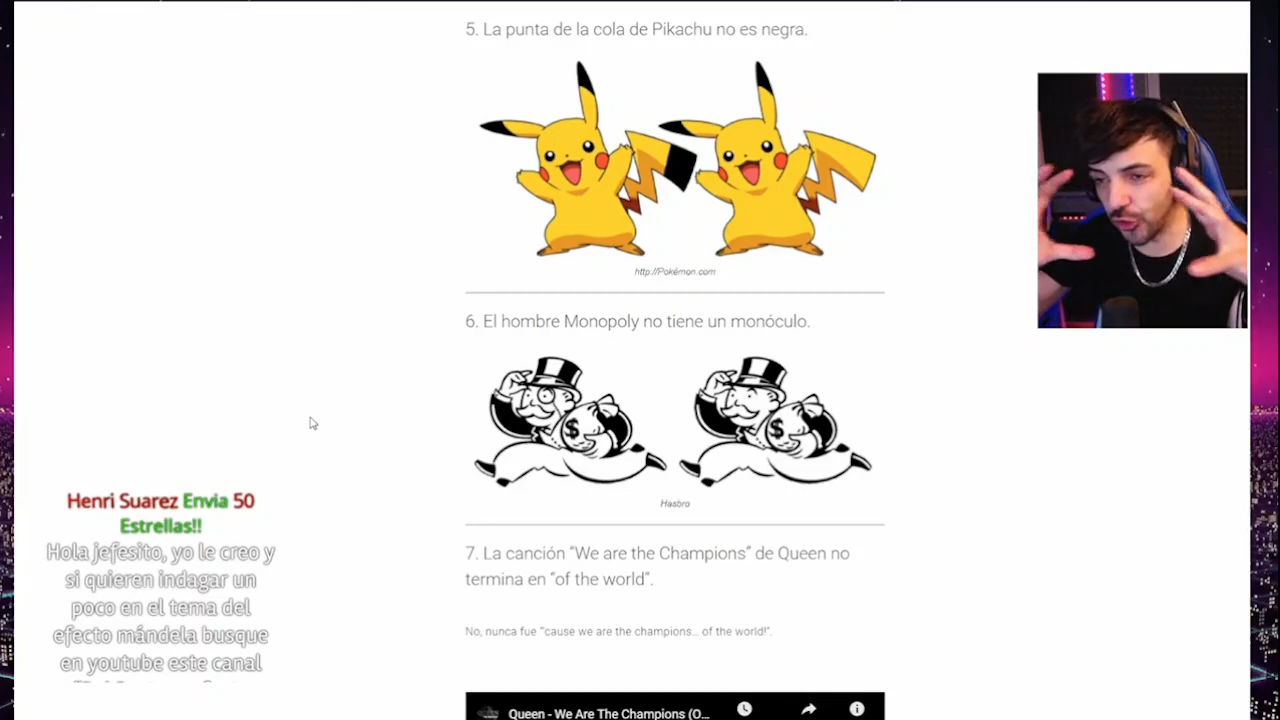 5. La punta de la cola de Pikachu no es negra.
http://Pokémon.com
6. El hombre Monopoly no tiene un monóculo.
$
$
Hasbro
7. La canción “We are the Champions” de Queen no
termina en “of the world”.
No, nunca fue “’cause we are the champions... of the world!”.
Queen - We Are The Champions (O...
Henri Suarez Envia 50
Estrellas!!
Hola jefesito, yo le creo y
si quieren indagar un
poco en el tema del
efecto mándela busque
en youtube este canal